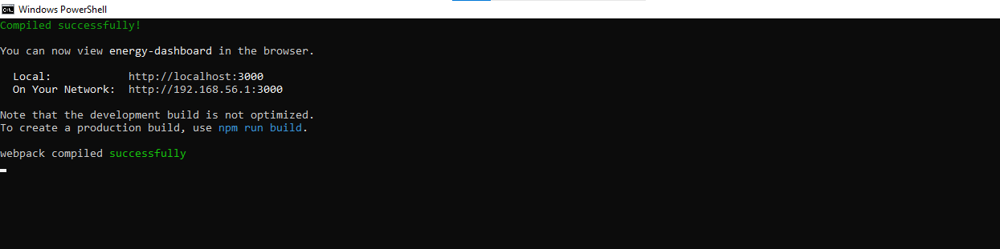 Windows PowerShell
Compiled successfully!
You can now view energy-dashboard in the browser.
Local: http://localhost:3000
On Your Network: http://192.168.56.1:3000
Note that the development build is not optimized.
To create a production build, use npm run build.
webpack compiled successfully